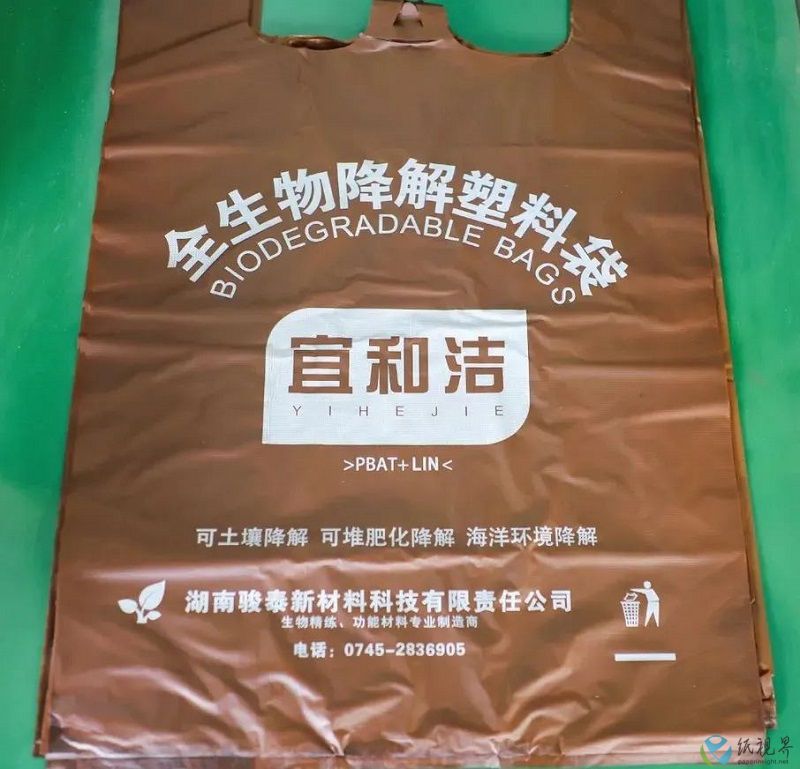 全生物降解塑料袋
BIODEGRADABLE BAGS
宜和洁
YIHEJIE
>PBAT+LIN<
可土壤降解 可堆肥化降解 海洋环境降解
湖南骏泰新材料科技有限责任公司
生物精练、功能材料专业制造商
电话：0745-2836905
纸视界
paperinsight.net